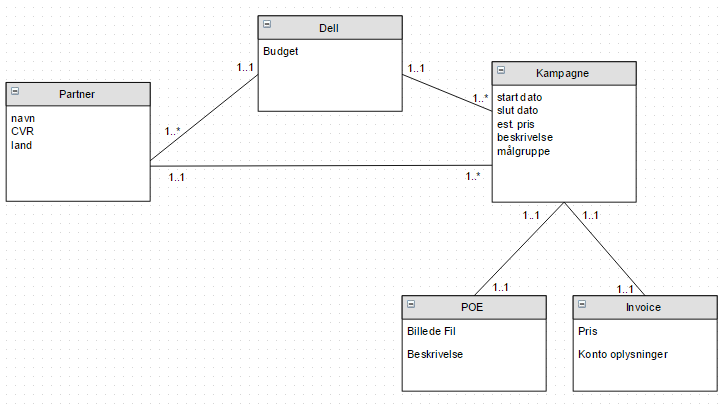 Dell
Budget
1..1
1..1
Kampagne
start dato
slut dato
est. pris
beskrivelse
målgruppe
1..*
Partner
navn
CVR
land
1..*
1..1
1..*
1..1
1..1
1..1
1..1
POE
Billede Fil
Beskrivelse
Invoice
Pris
Konto oplysninger